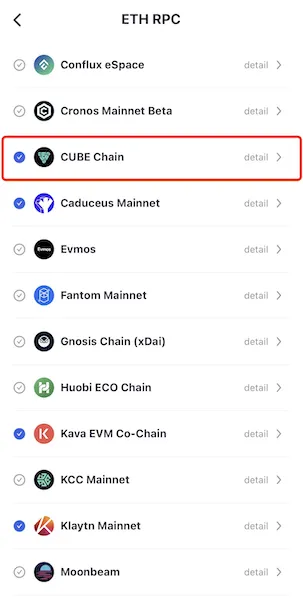 ETH RPC
Conflux eSpace detail
Cronos Mainnet Beta detail
CUBE Chain detail
Caduceus Mainnet detail
Evmos Evmos detail
Fantom Mainnet detail
Gnosis Chain (xDai) detail
Huobi ECO Chain detail
Kava EVM Co-Chain detail
KCC Mainnet detail
Klaytn Mainnet detail
Moonbeam detail